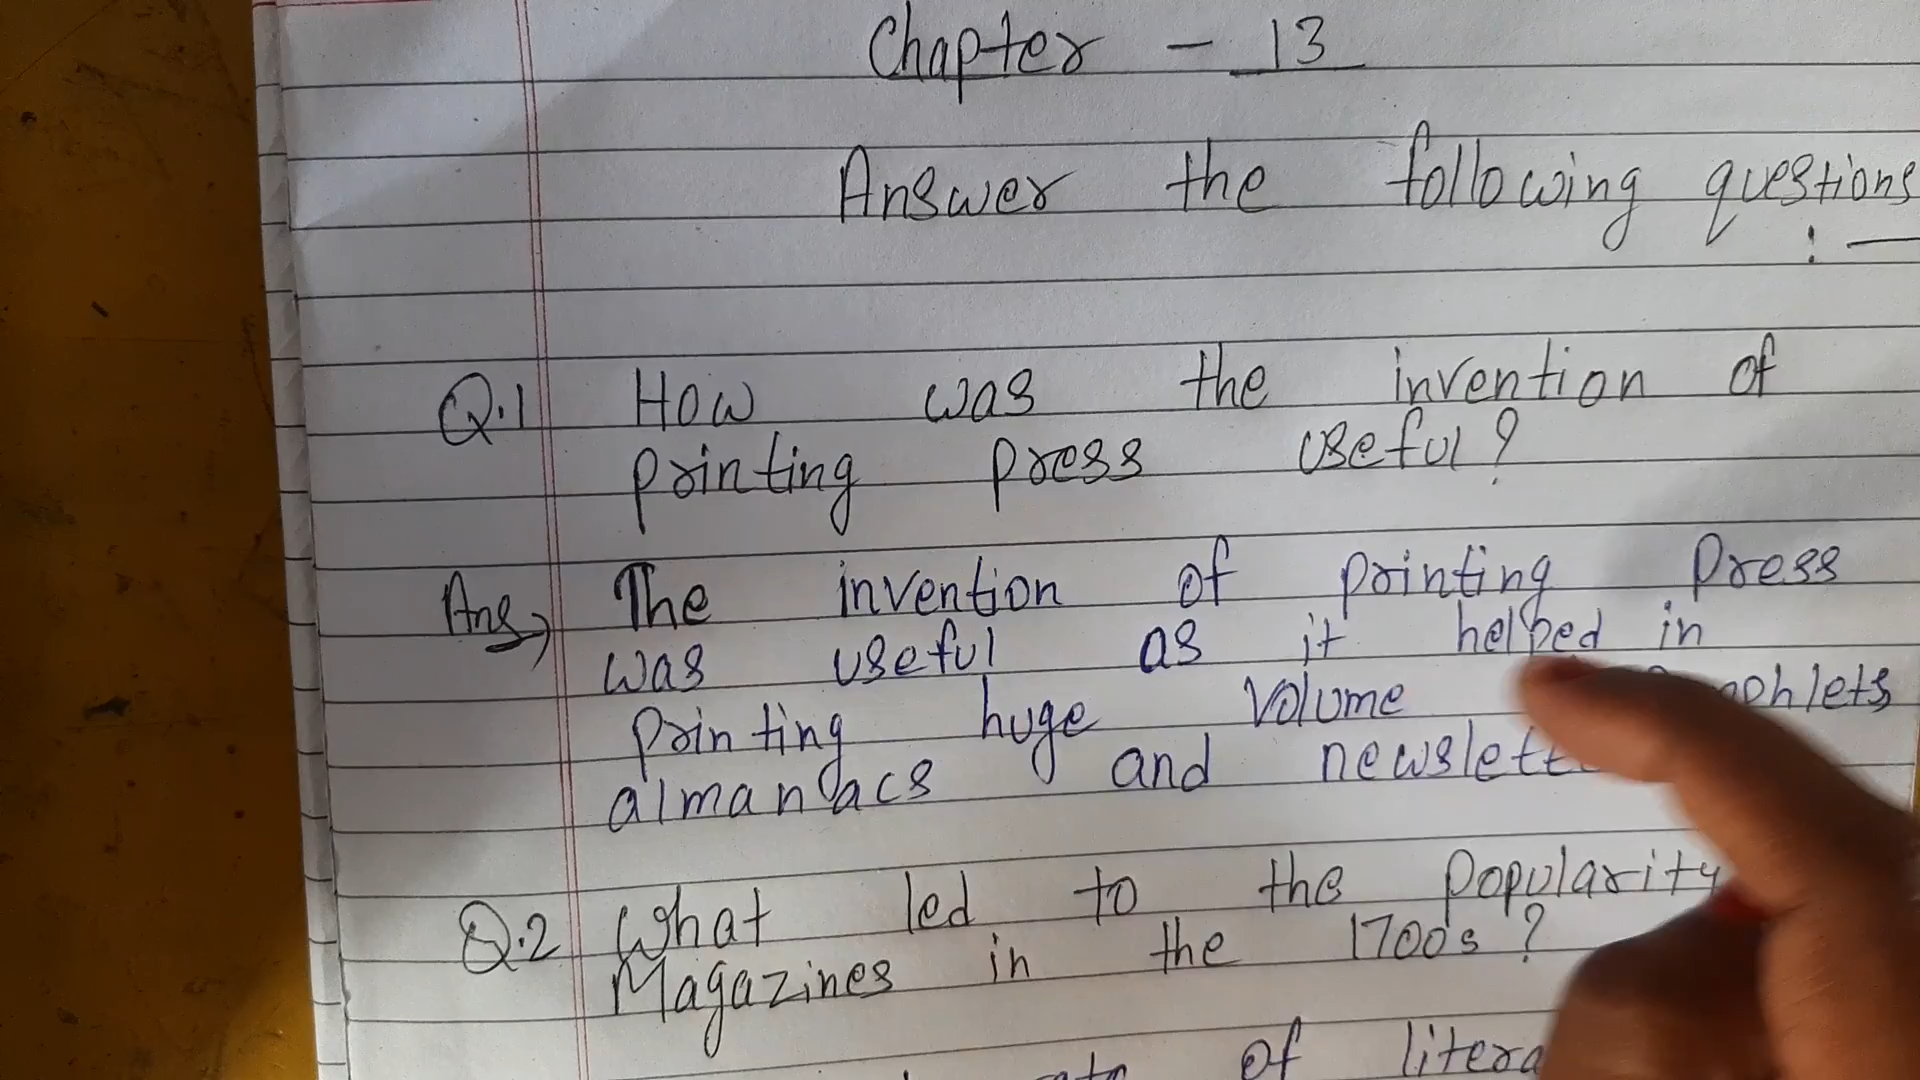 Chapter - 13
Answer the following questions
: —
Q.1 How was the invention of
printing press useful?
Ans→ The invention of printing Press
was useful as it helped in
printing huge Volume
almanacs and
Q.2 What led to the Popularity
Magazines in the 1700s?
of